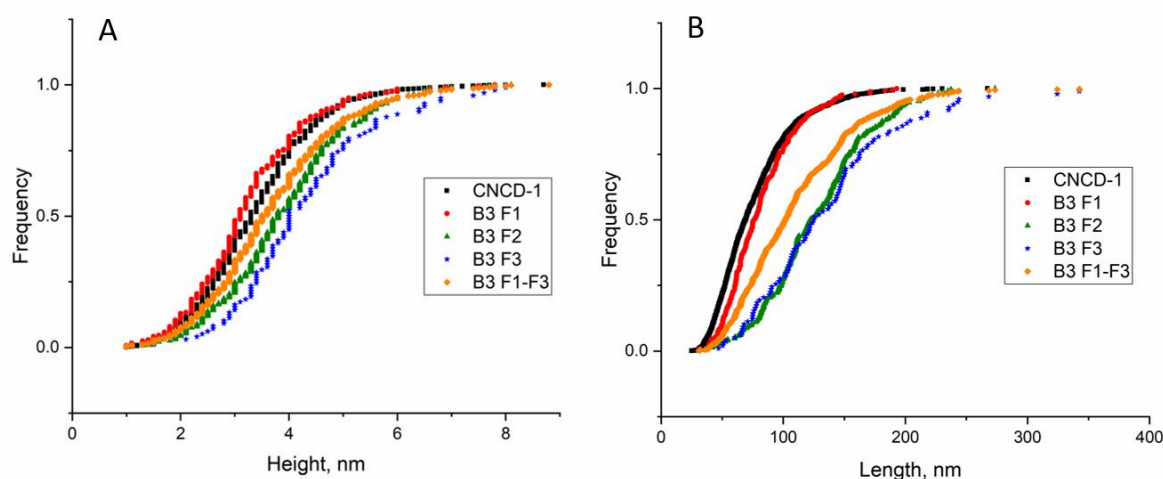 A
Frequency
1.0
0.5
0.0
0
2
4
6
8
Height, nm
CNCD-1
B3 F1
B3 F2
B3 F3
B3 F1-F3
B
Frequency
1.0
0.5
0.0
0
100
200
300
400
Length, nm
CNCD-1
B3 F1
B3 F2
B3 F3
B3 F1-F3